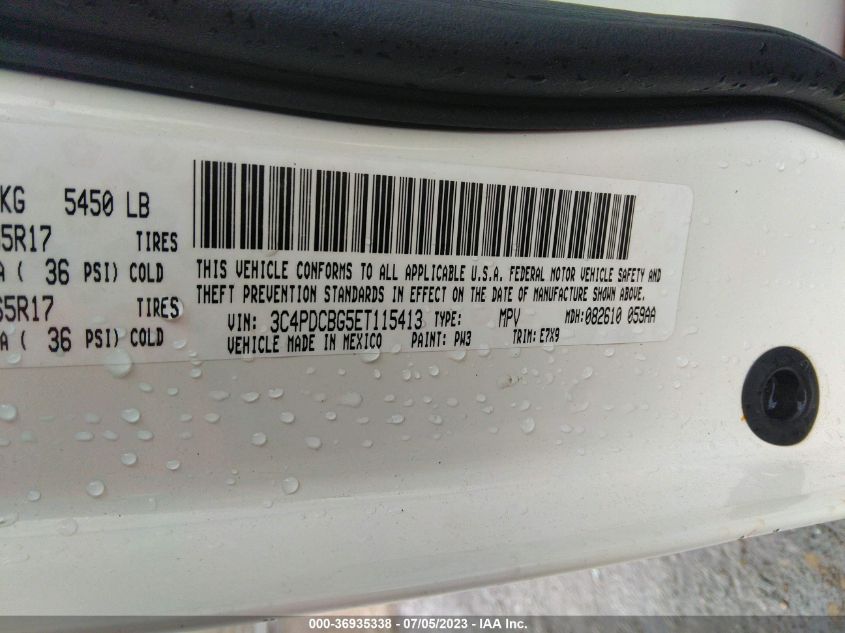 KG 5450 LB
5R17 TIRES
A ( 36 PSI) COLD
65R17 TIRES
A ( 36 PSI) COLD
THIS VEHICLE CONFORMS TO ALL APPLICABLE U.S.A. FEDERAL MOTOR VEHICLE SAFETY AND
THEFT PREVENTION STANDARDS IN EFFECT ON THE DATE OF MANUFACTURE SHOWN ABOVE.
VIN: 3C4PDCBG5ET115413 TYPE: MPV MDH:082610 059AA
VEHICLE MADE IN MEXICO PAINT: PW3 TRIM: E7X9
000-36935338 - 07/05/2023 - IAA Inc.